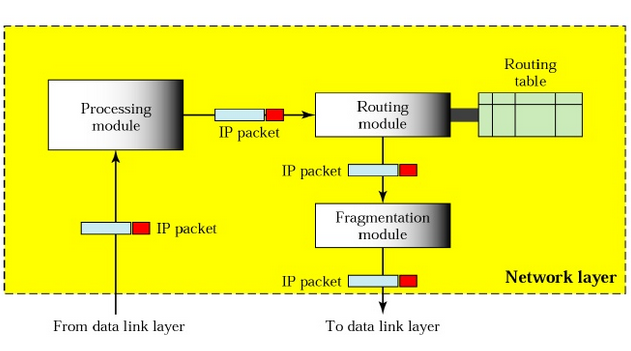 Routing
table
Processing
module
IP packet
Routing
module
IP packet
IP packet
Fragmentation
module
IP packet
Network layer
From data link layer
To data link layer